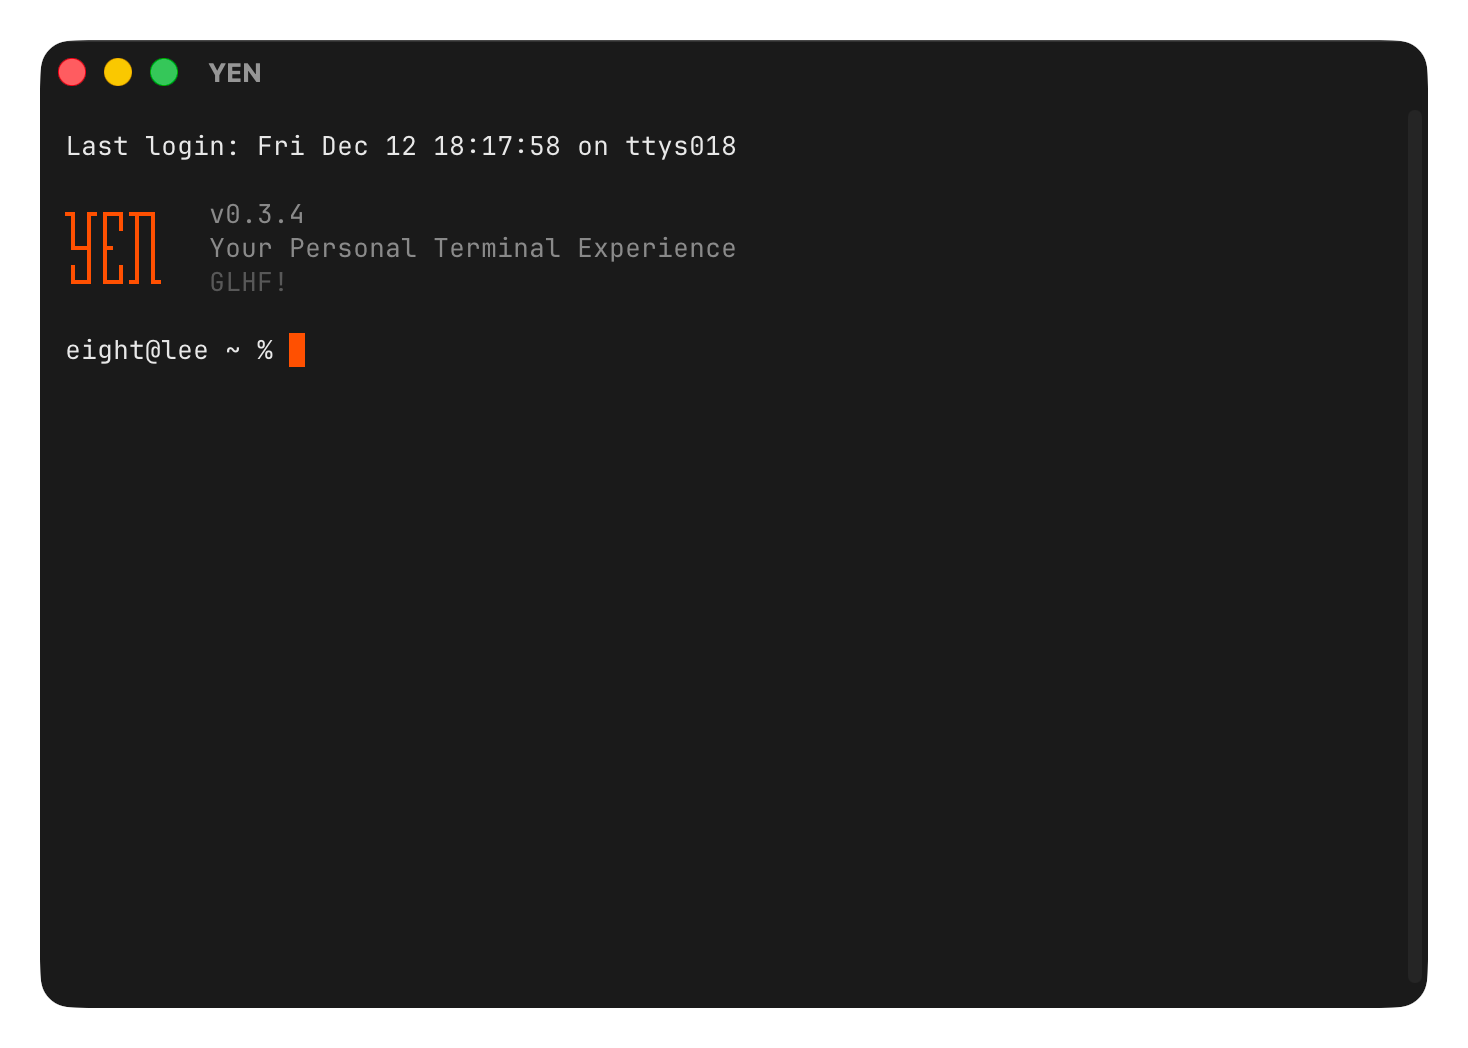 YEN
Last login: Fri Dec 12 18:17:58 on ttys018
YEN
v0.3.4
Your Personal Terminal Experience
GLHF!
eight@lee ~ %